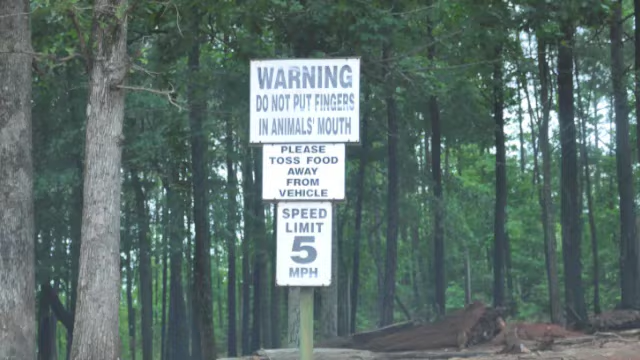 WARNING
DO NOT PUT FINGERS
IN ANIMALS' MOUTH
PLEASE
TOSS FOOD
AWAY
FROM
VEHICLE
SPEED
LIMIT
5
MPH